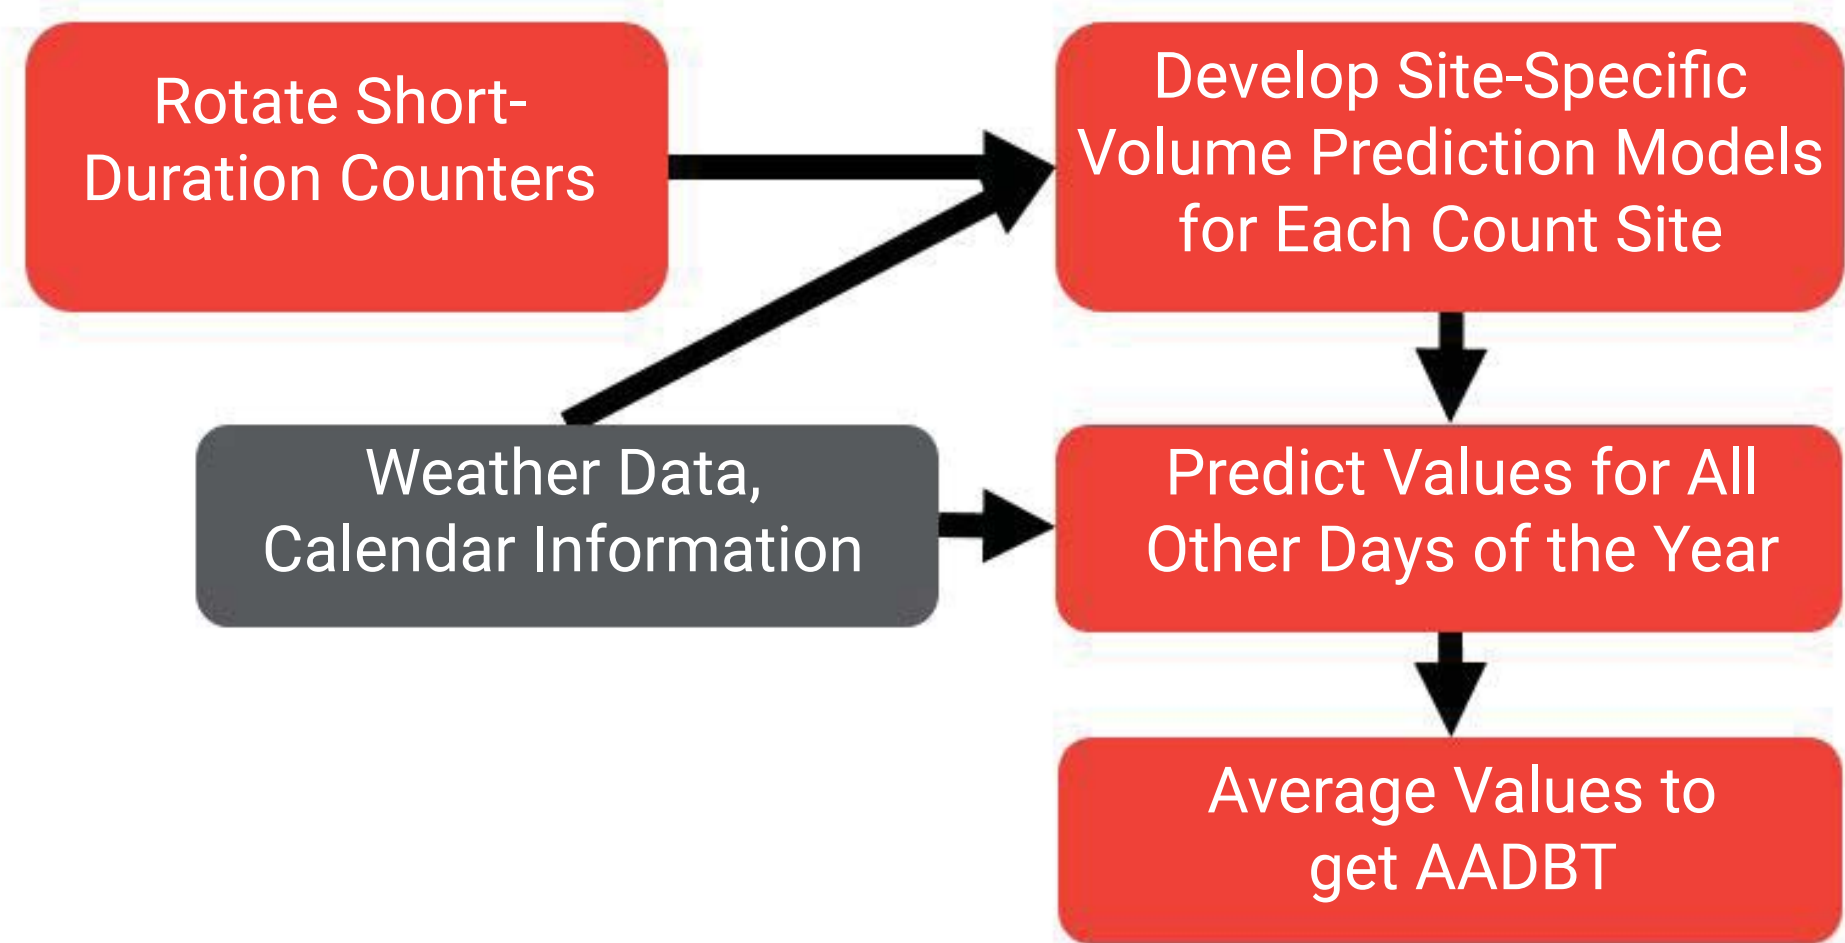 Rotate Short-
Duration Counters
Develop Site-Specific
Volume Prediction Models
for Each Count Site
Weather Data,
Calendar Information
Predict Values for All
Other Days of the Year
Average Values to
get AADBT